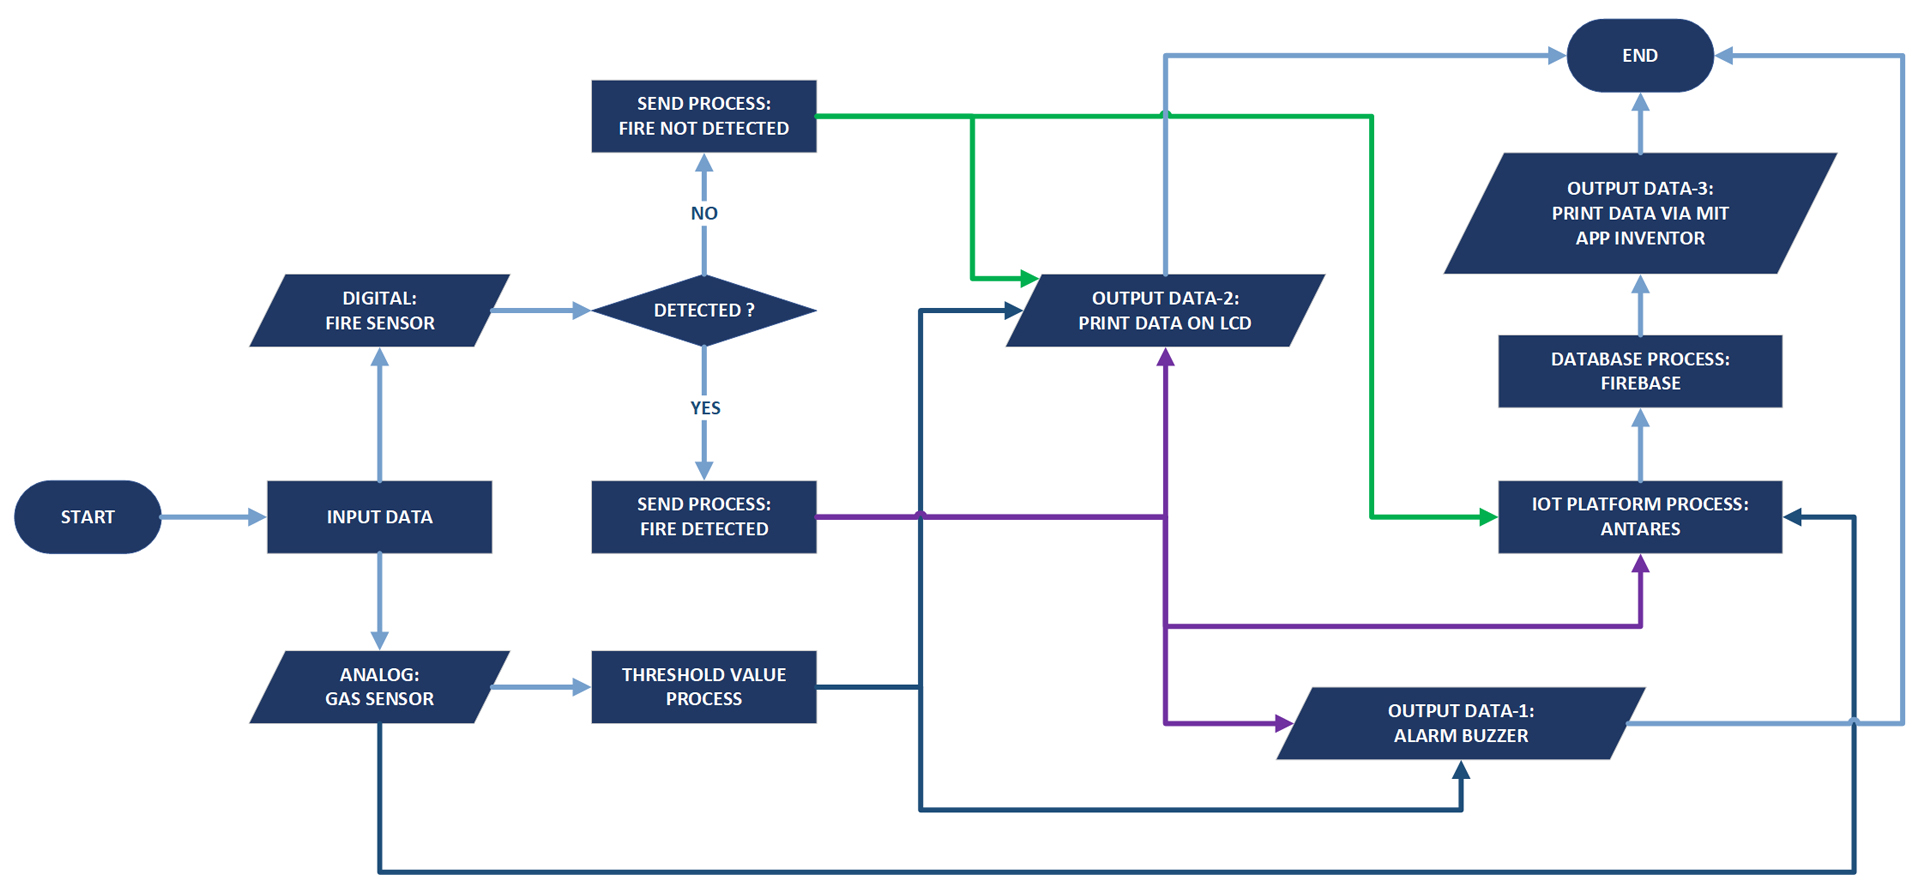 START
INPUT DATA
DIGITAL:
FIRE SENSOR
ANALOG:
GAS SENSOR
DETECTED ?
NO
YES
SEND PROCESS:
FIRE NOT DETECTED
SEND PROCESS:
FIRE DETECTED
THRESHOLD VALUE
PROCESS
OUTPUT DATA-2:
PRINT DATA ON LCD
OUTPUT DATA-1:
ALARM BUZZER
IOT PLATFORM PROCESS:
ANTARES
DATABASE PROCESS:
FIREBASE
OUTPUT DATA-3:
PRINT DATA VIA MIT
APP INVENTOR
END